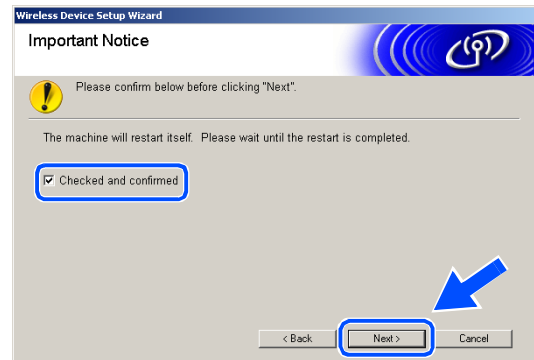 Wireless Device Setup Wizard
Important Notice
Please confirm below before clicking "Next".
The machine will restart itself. Please wait until the restart is completed.
Checked and confirmed
< Back
Next >
Cancel